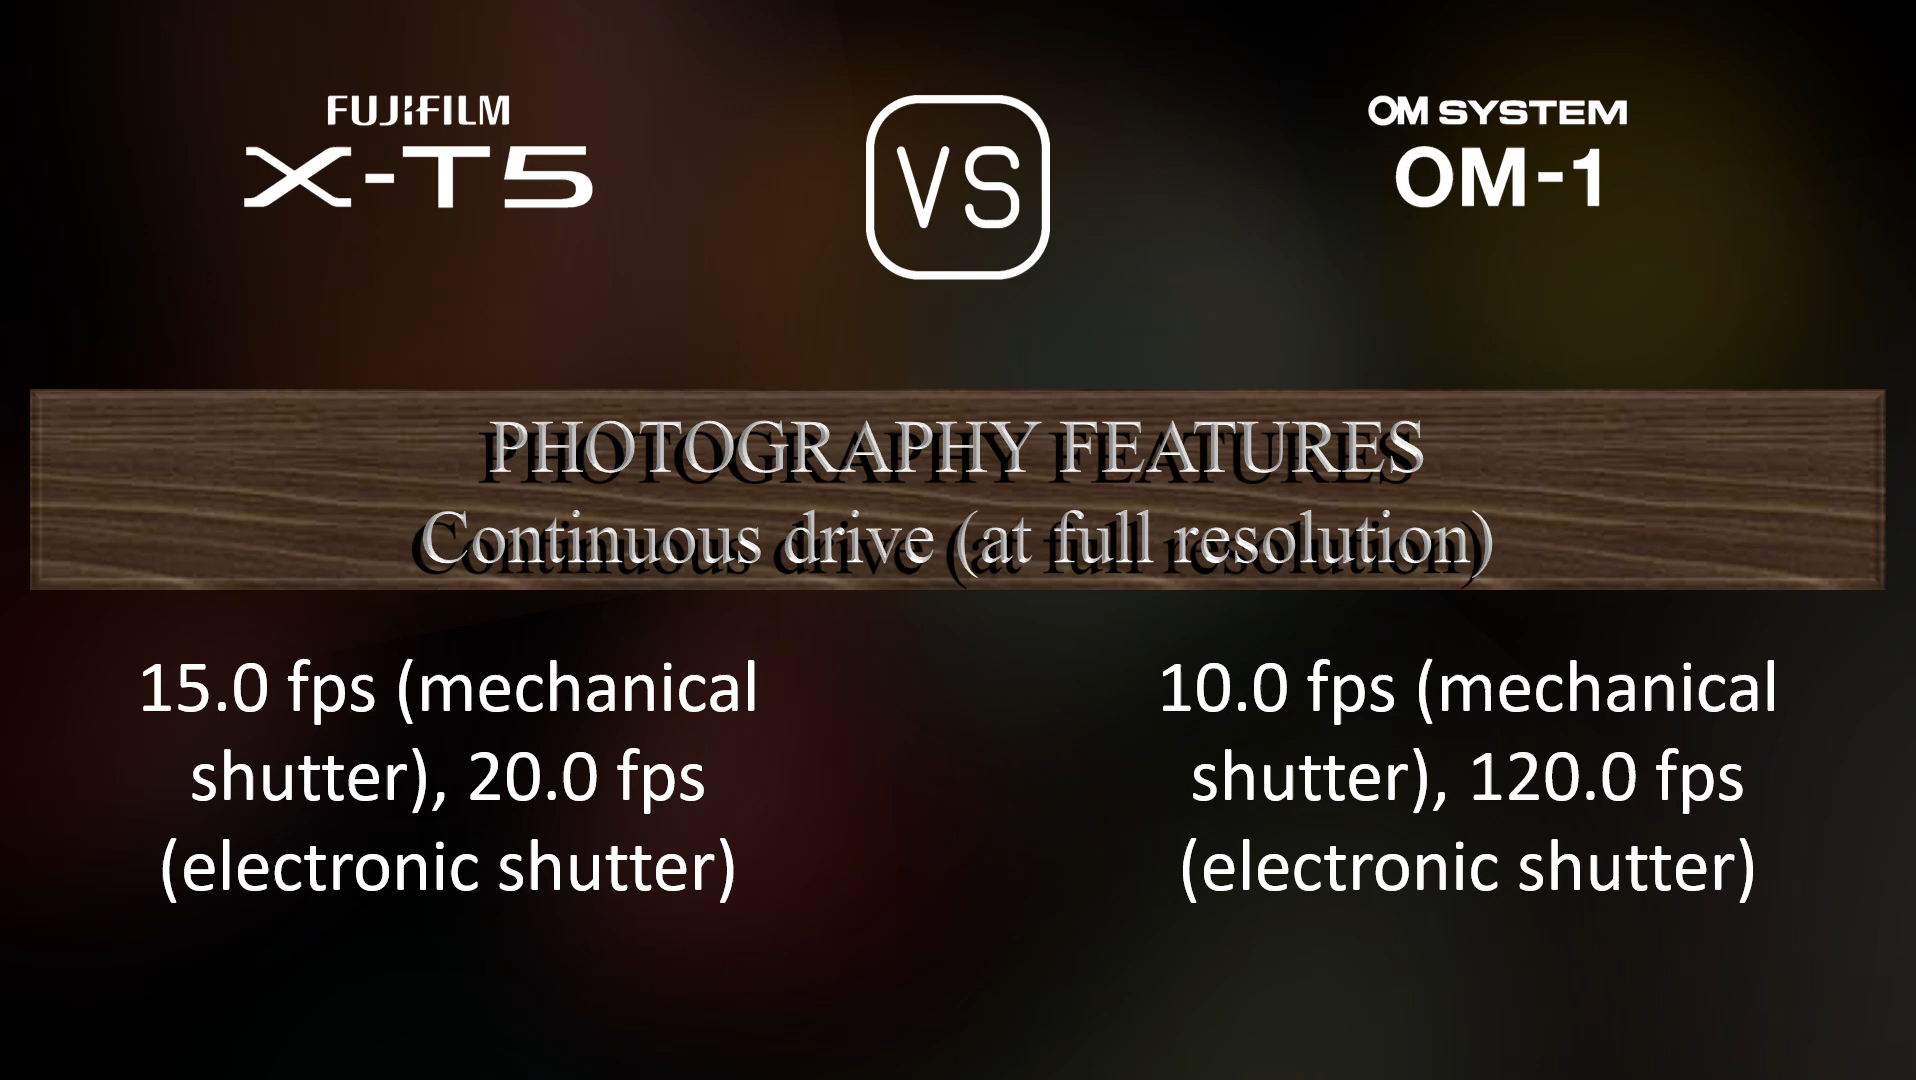 FUJIFILM
X-T5
VS
OM SYSTEM
OM-1
PHOTOGRAPHY FEATURES
Continuous drive (at full resolution)
15.0 fps (mechanical
shutter), 20.0 fps
(electronic shutter)
10.0 fps (mechanical
shutter), 120.0 fps
(electronic shutter)